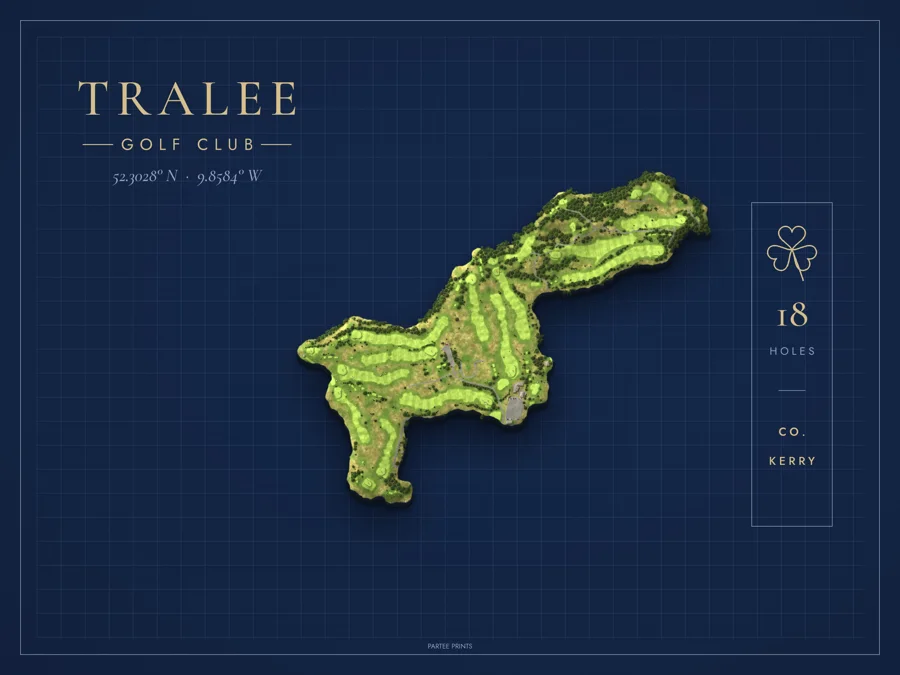 TRALEE
GOLF CLUB
52.3028° N · 9.8584° W
18
HOLES
CO.
KERRY
PARTEE PRINTS